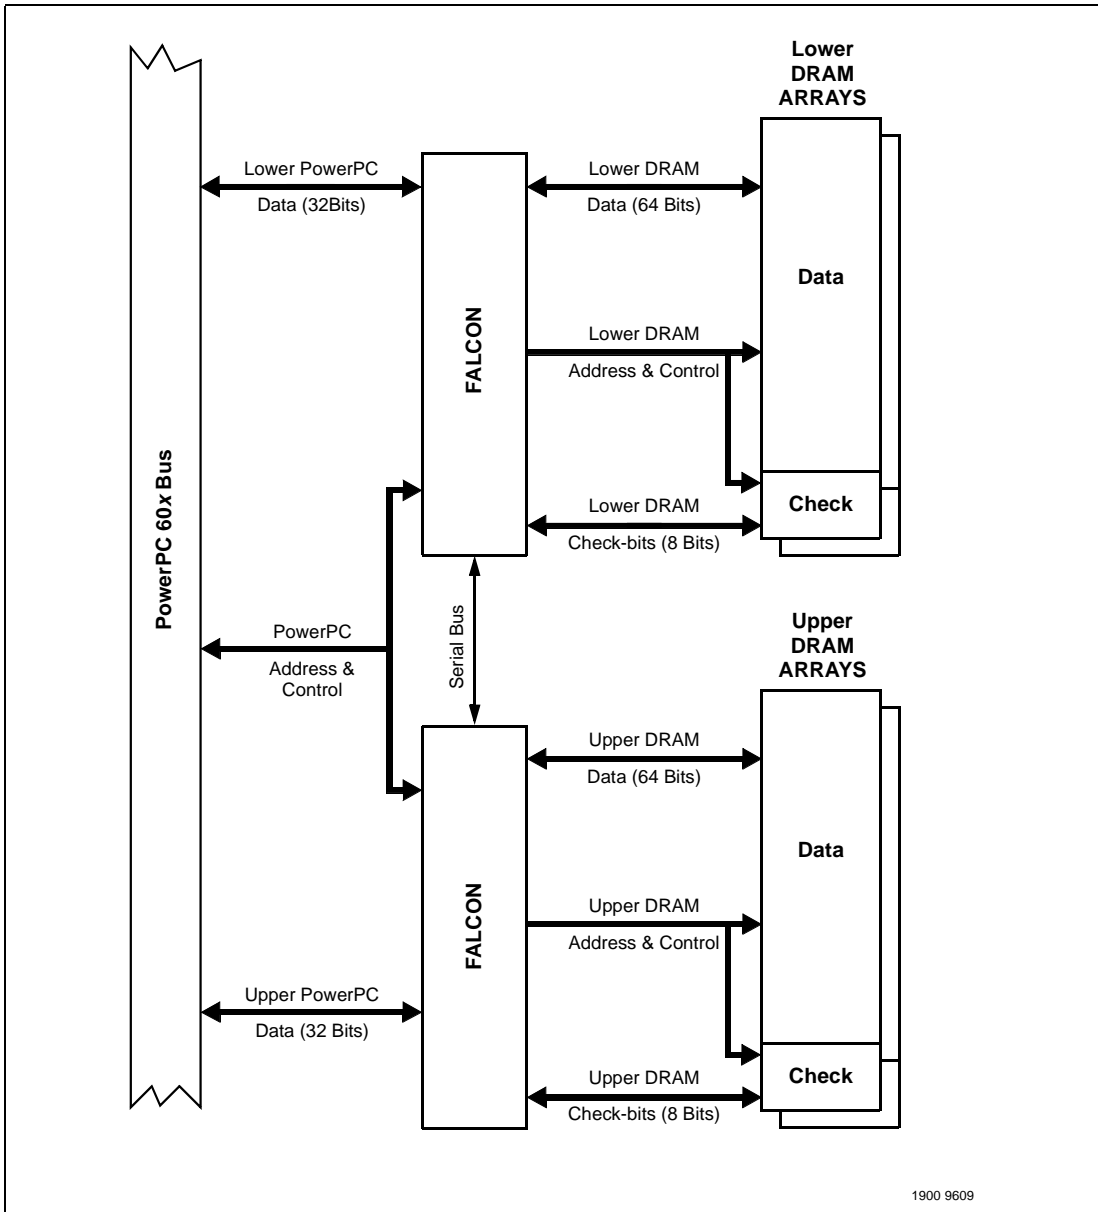 Lower
DRAM
ARRAYS
Lower PowerPC
Data (32Bits)
Lower DRAM
Data (64 Bits)
Data
FALCON
Lower DRAM
Address & Control
Check
Lower DRAM
Check-bits (8 Bits)
PowerPC 60x Bus
PowerPC
Address &
Control
Serial Bus
Upper
DRAM
ARRAYS
Upper DRAM
Data (64 Bits)
Data
FALCON
Upper DRAM
Address & Control
Upper PowerPC
Data (32 Bits)
Check
Upper DRAM
Check-bits (8 Bits)
1900 9609